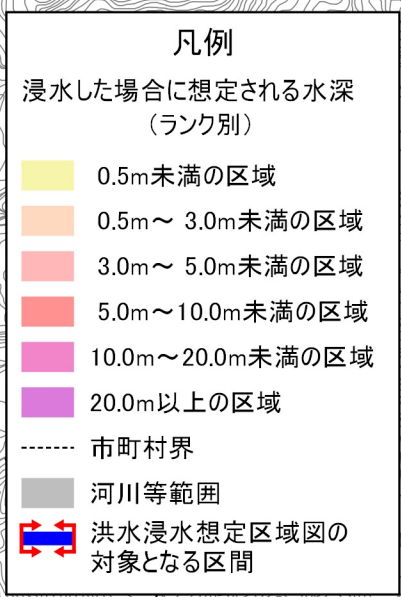 凡例
浸水した場合に想定される水深
（ランク別）
0.5m未満の区域
0.5m～ 3.0m未満の区域
3.0m～ 5.0m未満の区域
5.0m～10.0m未満の区域
10.0m～20.0m未満の区域
20.0m以上の区域
市町村界
河川等範囲
洪水浸水想定区域図の
対象となる区間